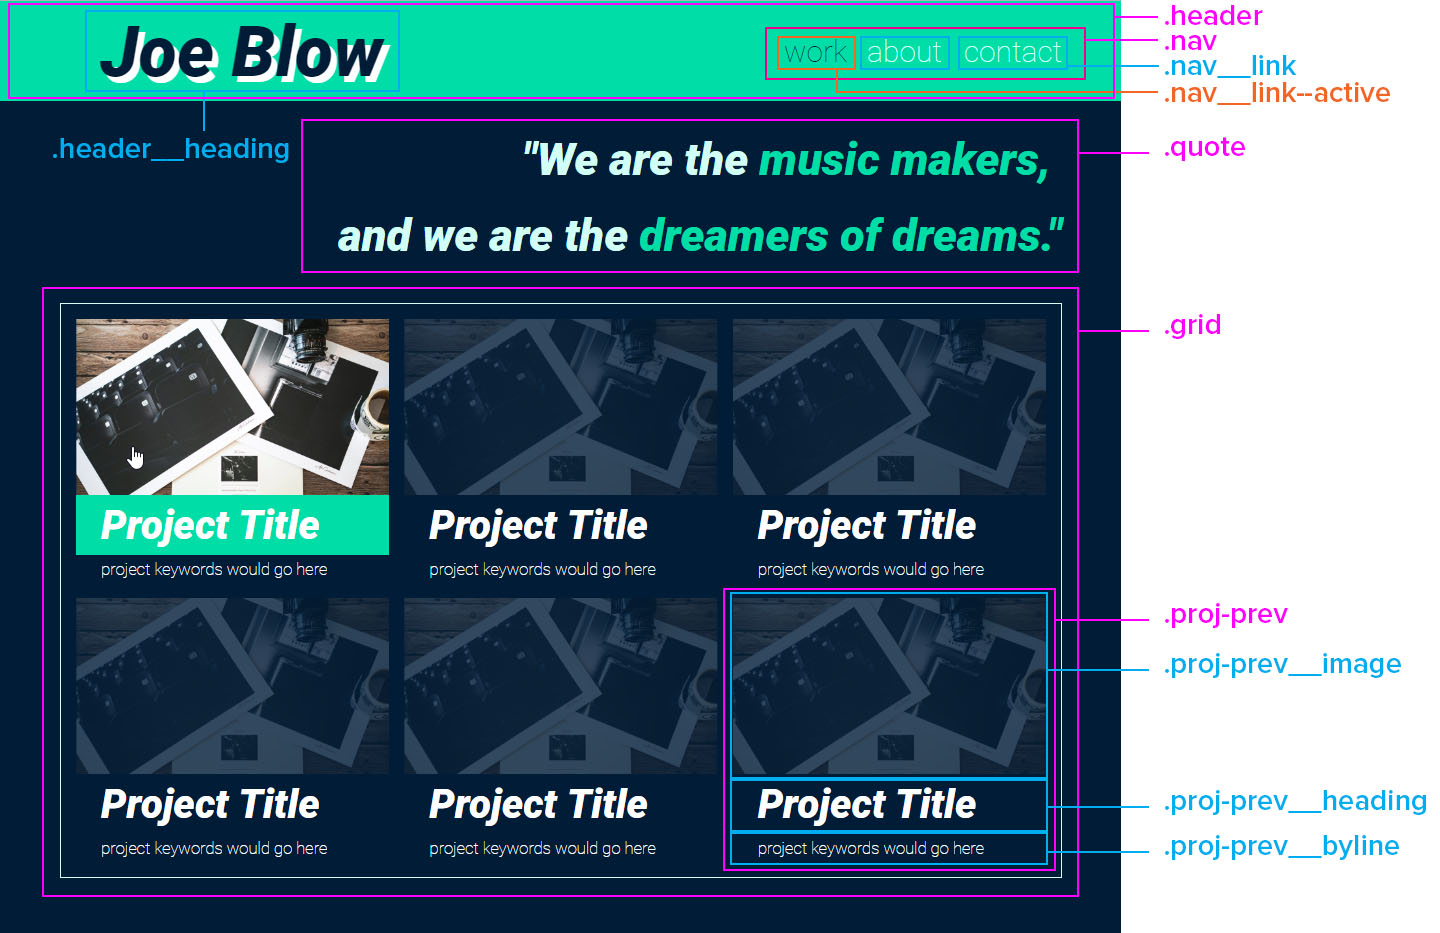 Joe Blow
work about contact
.header
.nav
.nav__link
.nav__link--active
.header__heading
"We are the music makers,
and we are the dreamers of dreams."
.quote
.grid
Project Title Project Title Project Title
project keywords would go here project keywords would go here project keywords would go here
.proj-prev
.proj-prev__image
Project Title Project Title Project Title
.proj-prev__heading
project keywords would go here project keywords would go here project keywords would go here
.proj-prev__byline